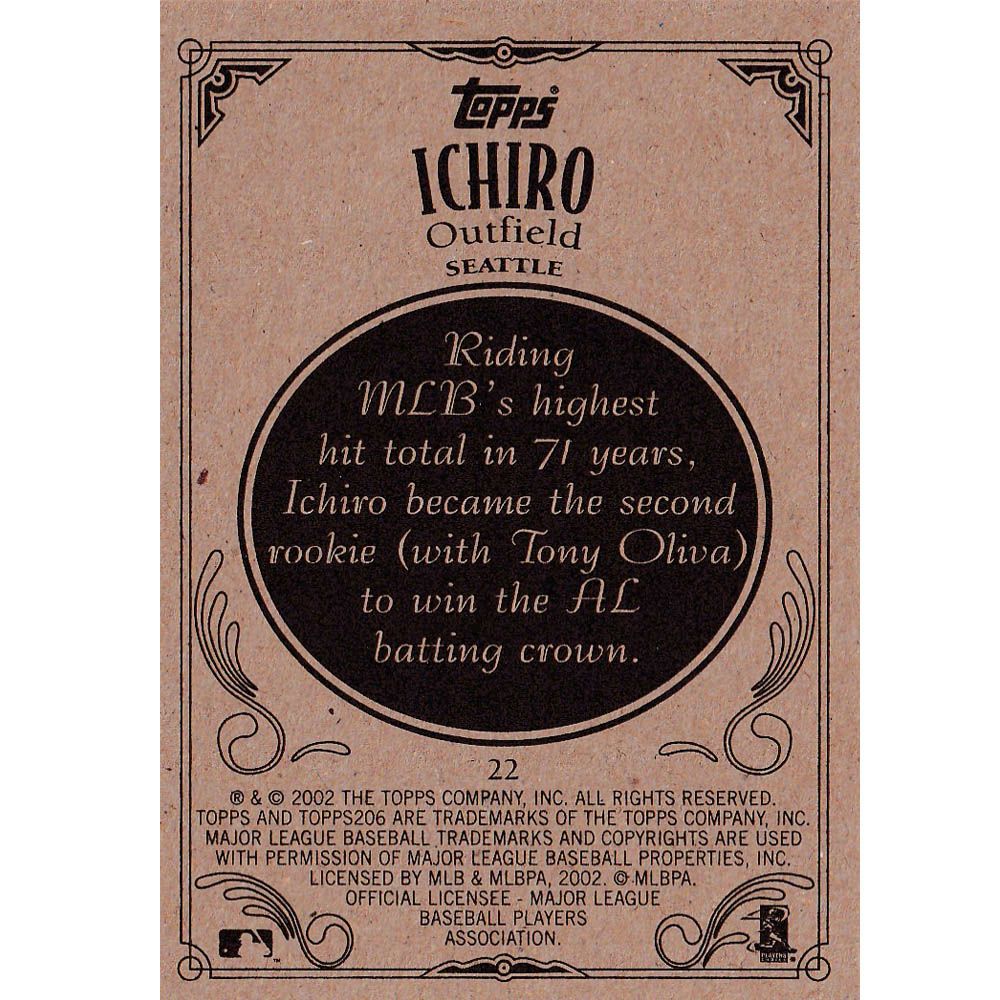 Topps®
ICHIRO
Outfield
SEATTLE
Riding
MLB's highest
hit total in 71 years,
Ichiro became the second
rookie (with Tony Oliva)
to win the AL
batting crown.
22
® & © 2002 THE TOPPS COMPANY, INC. ALL RIGHTS RESERVED.
TOPPS AND TOPPS206 ARE TRADEMARKS OF THE TOPPS COMPANY, INC.
MAJOR LEAGUE BASEBALL TRADEMARKS AND COPYRIGHTS ARE USED
WITH PERMISSION OF MAJOR LEAGUE BASEBALL PROPERTIES, INC.
LICENSED BY MLB & MLBPA, 2002. © MLBPA.
OFFICIAL LICENSEE - MAJOR LEAGUE
BASEBALL PLAYERS
ASSOCIATION.
™